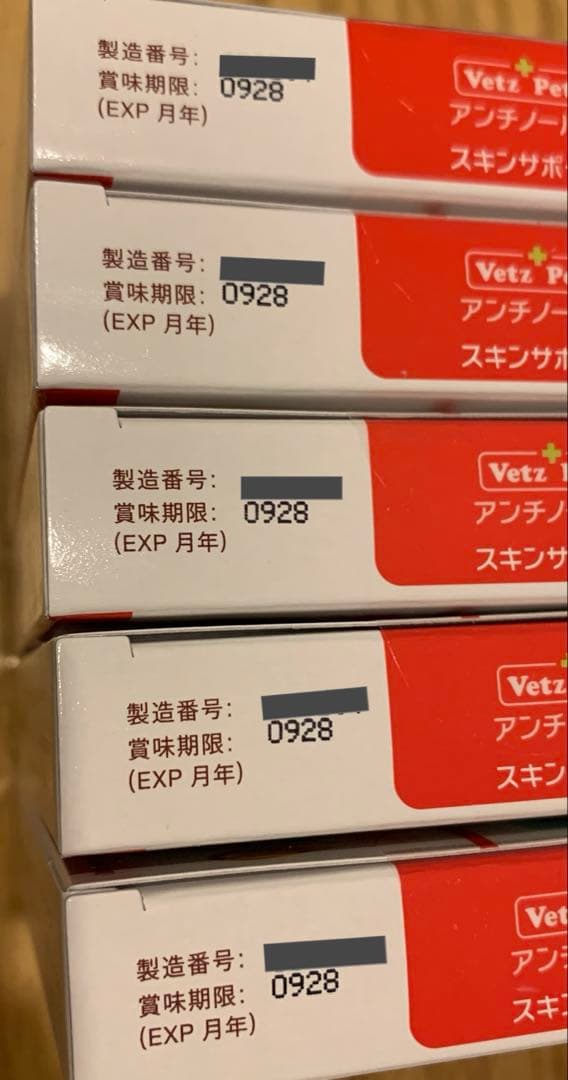 製造番号:
賞味期限: 0928
(EXP 月年)
Vetz Pe
アンチノー
スキンサポ
製造番号:
賞味期限: 0928
(EXP 月年)
Vetz P
アンチノー
スキンサポ
製造番号:
賞味期限: 0928
(EXP 月年)
Vetz
アンチノ
スキンサ
製造番号:
賞味期限: 0928
(EXP 月年)
Vetz
アンチ
スキン
製造番号:
賞味期限: 0928
(EXP 月年)
Vet
アン
スキ